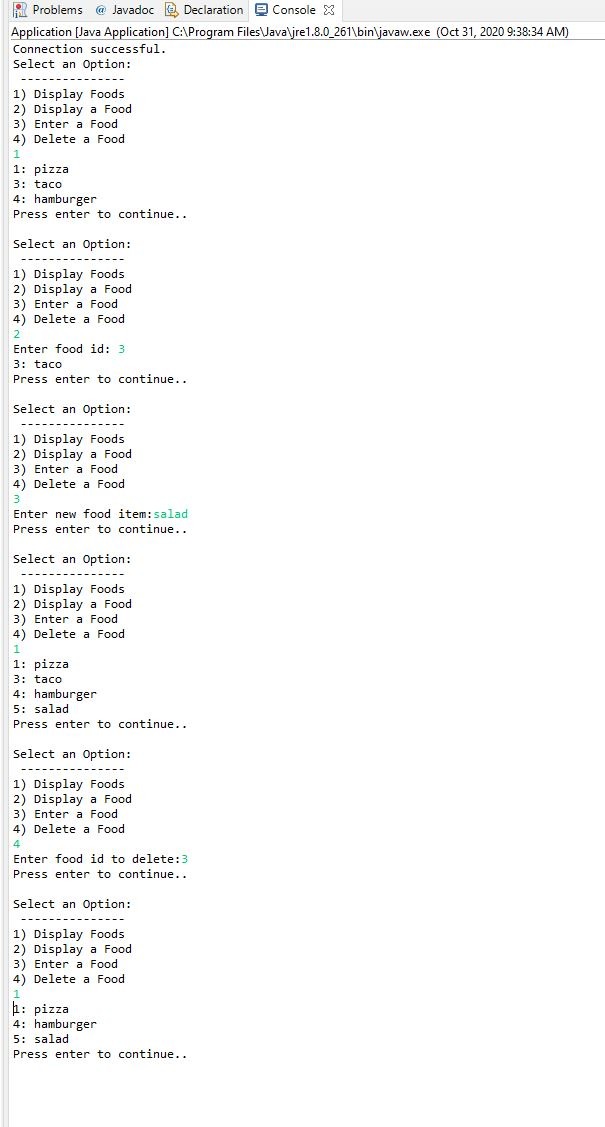 Problems @ Javadoc Declaration Console
Application [Java Application] C:\Program Files\Java\jre1.8.0_261\bin\javaw.exe (Oct 31, 2020 9:38:34 AM)
Connection successful.
Select an Option:
---------------
1) Display Foods
2) Display a Food
3) Enter a Food
4) Delete a Food
1
1: pizza
3: taco
4: hamburger
Press enter to continue..

Select an Option:
---------------
1) Display Foods
2) Display a Food
3) Enter a Food
4) Delete a Food
2
Enter food id: 3
3: taco
Press enter to continue..

Select an Option:
---------------
1) Display Foods
2) Display a Food
3) Enter a Food
4) Delete a Food
3
Enter new food item:salad
Press enter to continue..

Select an Option:
---------------
1) Display Foods
2) Display a Food
3) Enter a Food
4) Delete a Food
1
1: pizza
3: taco
4: hamburger
5: salad
Press enter to continue..

Select an Option:
---------------
1) Display Foods
2) Display a Food
3) Enter a Food
4) Delete a Food
4
Enter food id to delete:3
Press enter to continue..

Select an Option:
---------------
1) Display Foods
2) Display a Food
3) Enter a Food
4) Delete a Food
1
1: pizza
4: hamburger
5: salad
Press enter to continue..